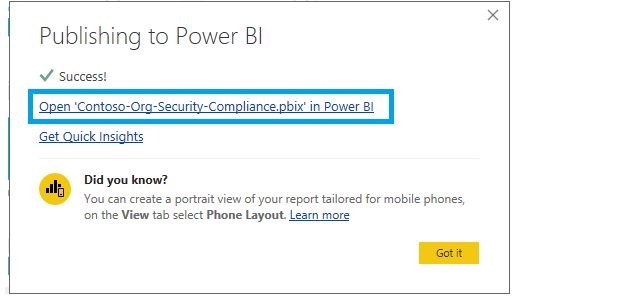 Publishing to Power BI
Success!
Open 'Contoso-Org-Security-Compliance.pbix' in Power BI
Get Quick Insights
Did you know?
You can create a portrait view of your report tailored for mobile phones,
on the View tab select Phone Layout. Learn more
Got it